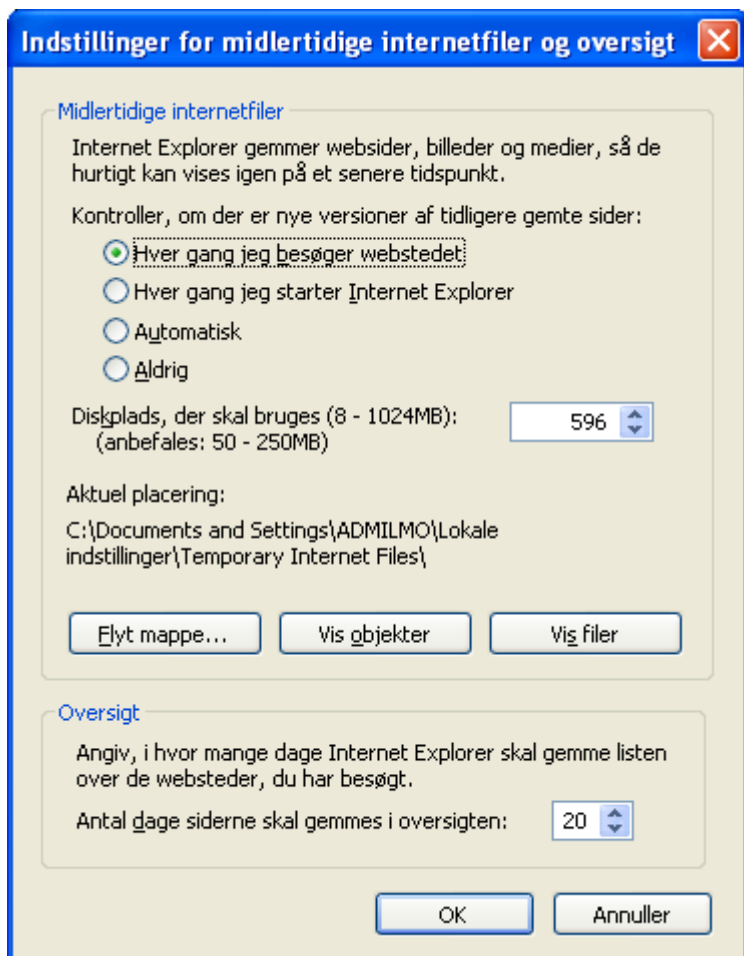 Indstillinger for midlertidige internetfiler og oversigt
Midlertidige internetfiler
Internet Explorer gemmer websider, billeder og medier, så de
hurtigt kan vises igen på et senere tidspunkt.
Kontroller, om der er nye versioner af tidligere gemte sider:
Hver gang jeg besøger webstedet
Hver gang jeg starter Internet Explorer
Automatisk
Aldrig
Diskplads, der skal bruges (8 - 1024MB): 596
(anbefales: 50 - 250MB)
Aktuel placering:
C:\Documents and Settings\ADMILMO\Lokale
indstillinger\Temporary Internet Files\
Flyt mappe... Vis objekter Vis filer
Oversigt
Angiv, i hvor mange dage Internet Explorer skal gemme listen
over de websteder, du har besøgt.
Antal dage siderne skal gemmes i oversigten: 20
OK Annuller